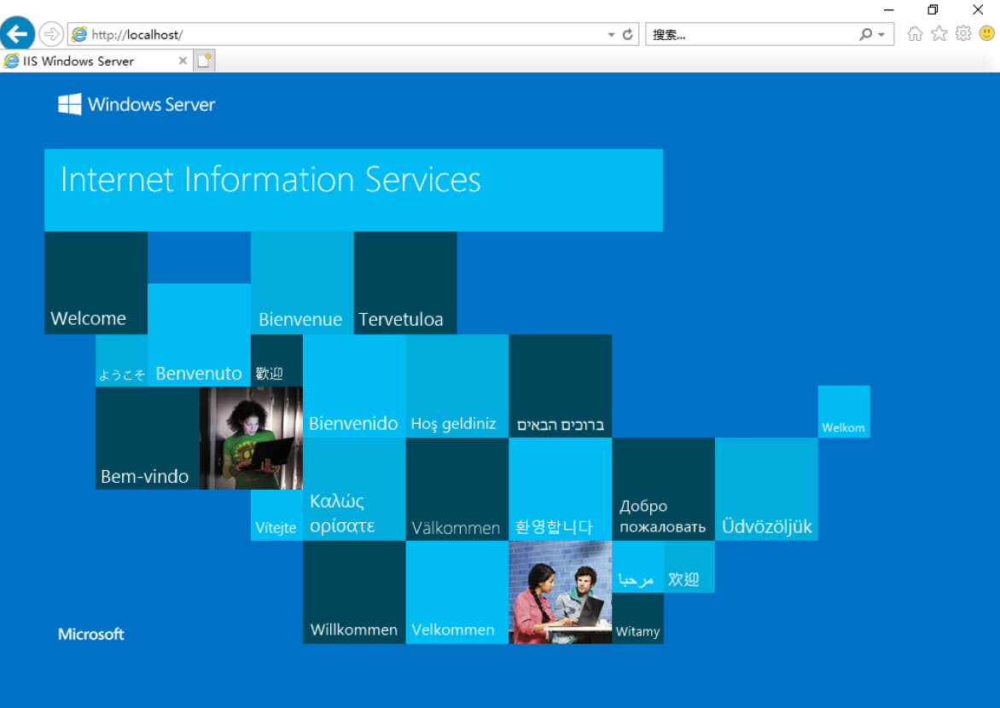 http://localhost/
搜索...
IIS Windows Server
Windows Server
Internet Information Services
Welcome
Bienvenue
Tervetuloa
ようこそ
Benvenuto
歡迎
Bienvenido
Hoş geldiniz
ברוכים הבאים
Welkom
Bem-vindo
Vítejte
Καλώς
ορίσατε
Välkommen
환영합니다
Добро
пожаловать
Üdvözöljük
مرحبا
欢迎
Willkommen
Velkommen
Witamy
Microsoft